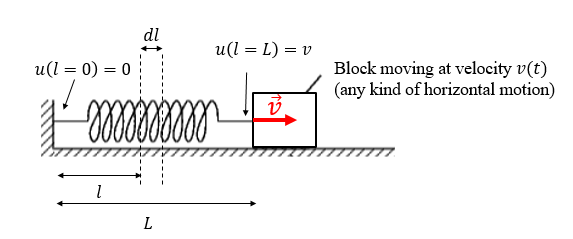 dl
u(l = L) = v
u(l = 0) = 0
Block moving at velocity v(t)
(any kind of horizontal motion)
v⃗
l
L